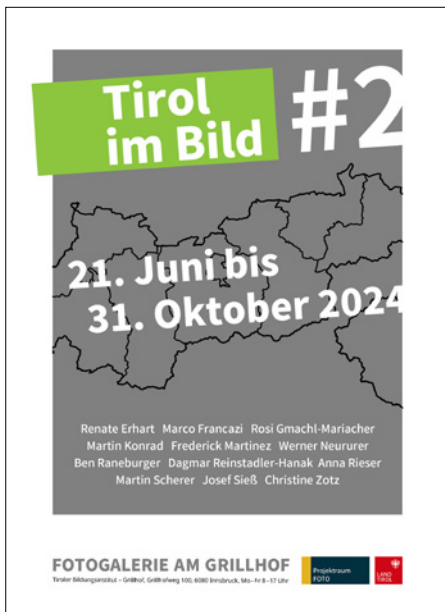 Tirol
im Bild
#2
21. Juni bis
31. Oktober 2024
Renate Erhart Marco Francazi Rosi Gmachl-Mariacher
Martin Konrad Frederick Martinez Werner Neururer
Ben Raneburger Dagmar Reinstadler-Hanak Anna Rieser
Martin Scherer Josef Sieß Christine Zotz
FOTOGALERIE AM GRILLHOF
Tiroler Bildungsinstitut – Grillhof, Grillhofweg 100, 6080 Innsbruck, Mo–Fr 8–17 Uhr
Projektraum
FOTO
LAND
TIROL